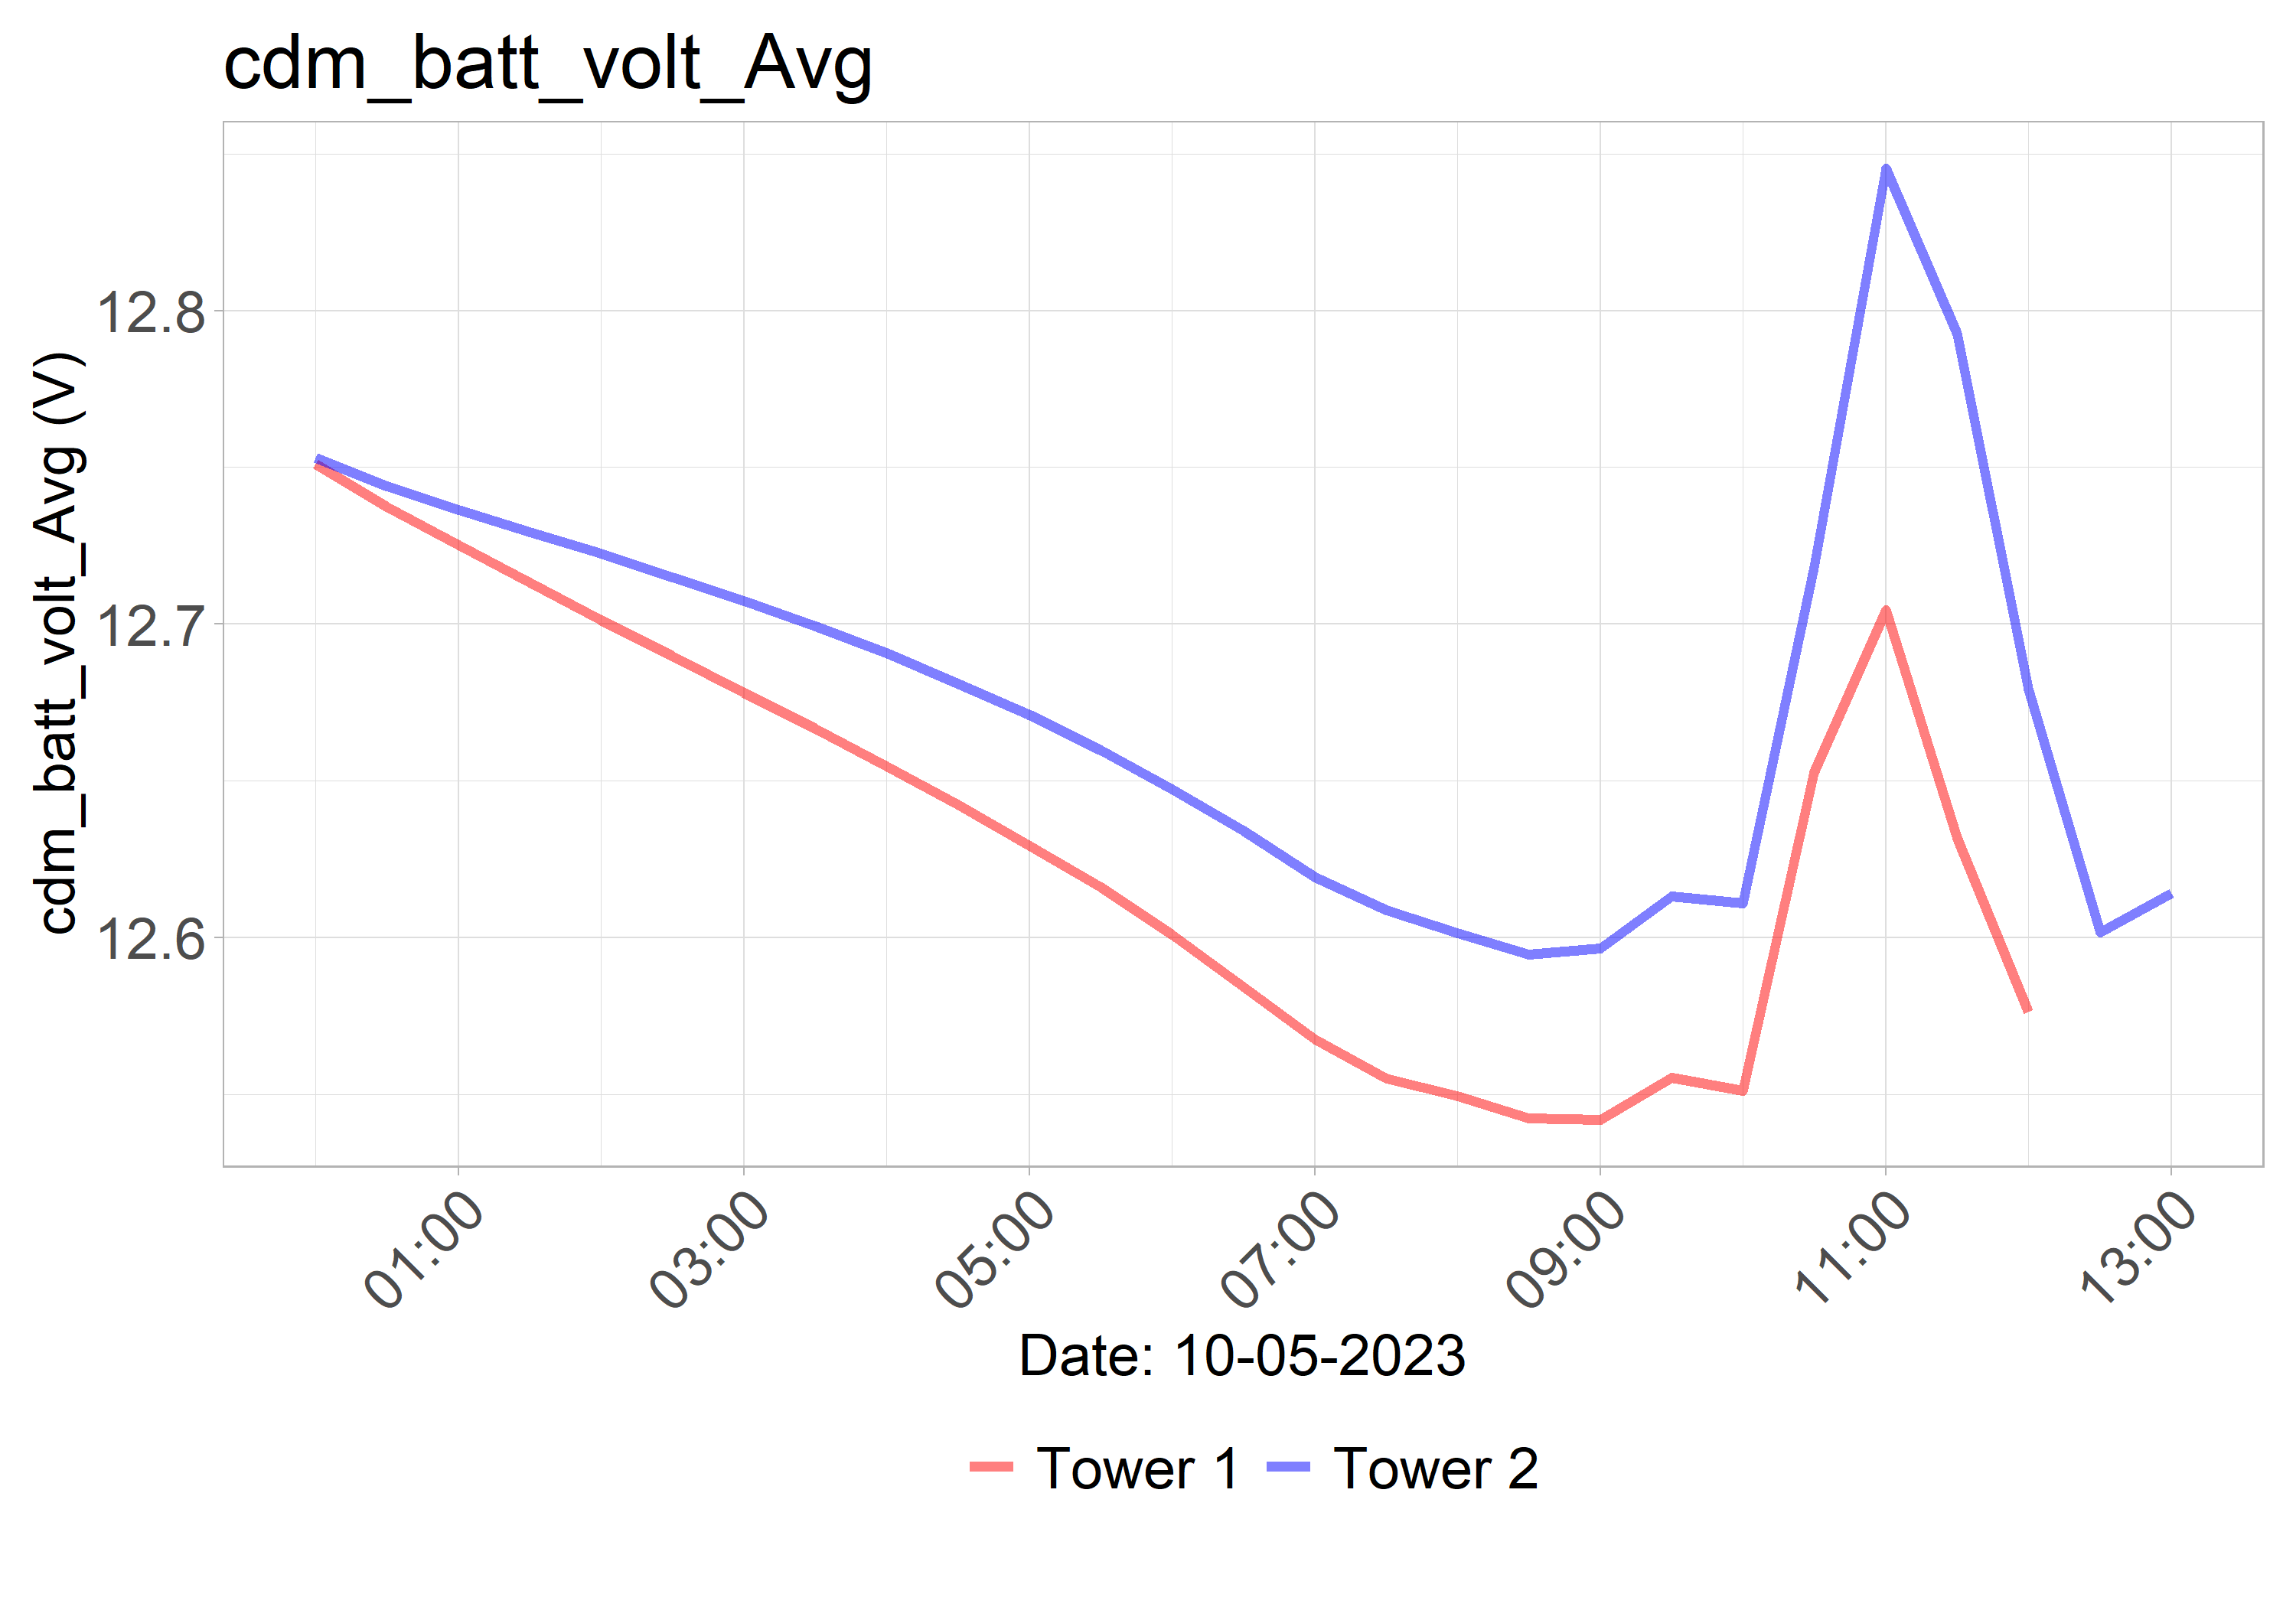 cdm_batt_volt_Avg
cdm_batt_volt_Avg (V)
12.8
12.7
12.6
01:00
03:00
05:00
07:00
09:00
11:00
13:00
Date: 10-05-2023
Tower 1
Tower 2